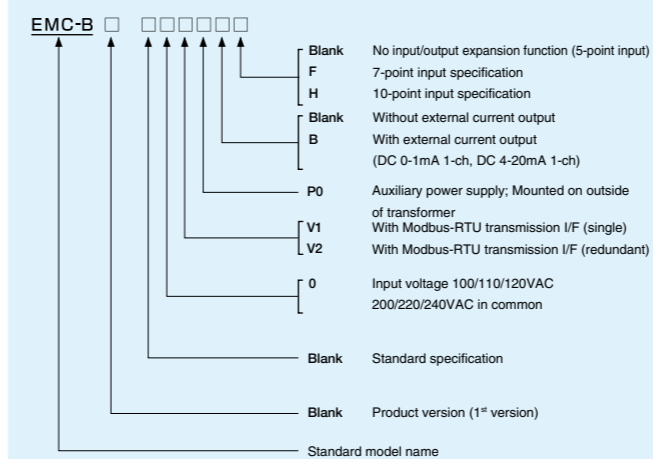 EMC-B □ □□□□□□
Blank No input/output expansion function (5-point input)
F 7-point input specification
H 10-point input specification
Blank Without external current output
B With external current output
(DC 0-1mA 1-ch, DC 4-20mA 1-ch)
P0 Auxiliary power supply; Mounted on outside
of transformer
V1 With Modbus-RTU transmission I/F (single)
V2 With Modbus-RTU transmission I/F (redundant)
0 Input voltage 100/110/120VAC
200/220/240VAC in common
Blank Standard specification
Blank Product version (1st version)
Standard model name